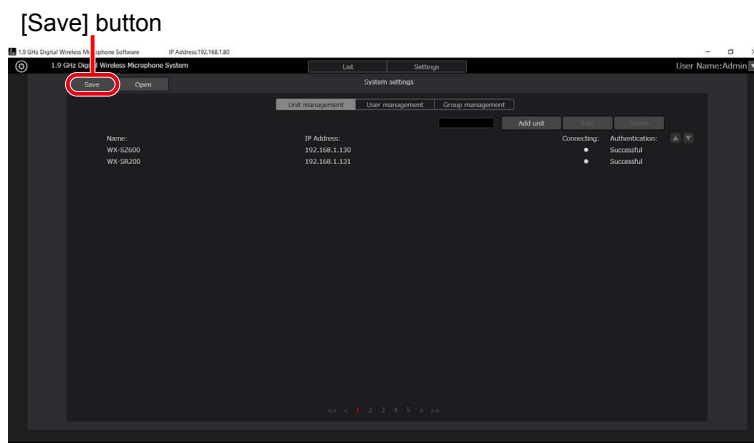 [Save] button
1.9 GHz Digital Wireless Microphone Software IP Address:192.168.1.80
1.9 GHz Digital Wireless Microphone System List Settings User Name:Admin
Save Open System settings
Unit management User management Group management
Add unit Edit Delete
Name: IP Address: Connecting: Authentication:
WX-SZ600 192.168.1.130 Successful
WX-SR200 192.168.1.131 Successful
<< < 1 2 3 4 5 > >>